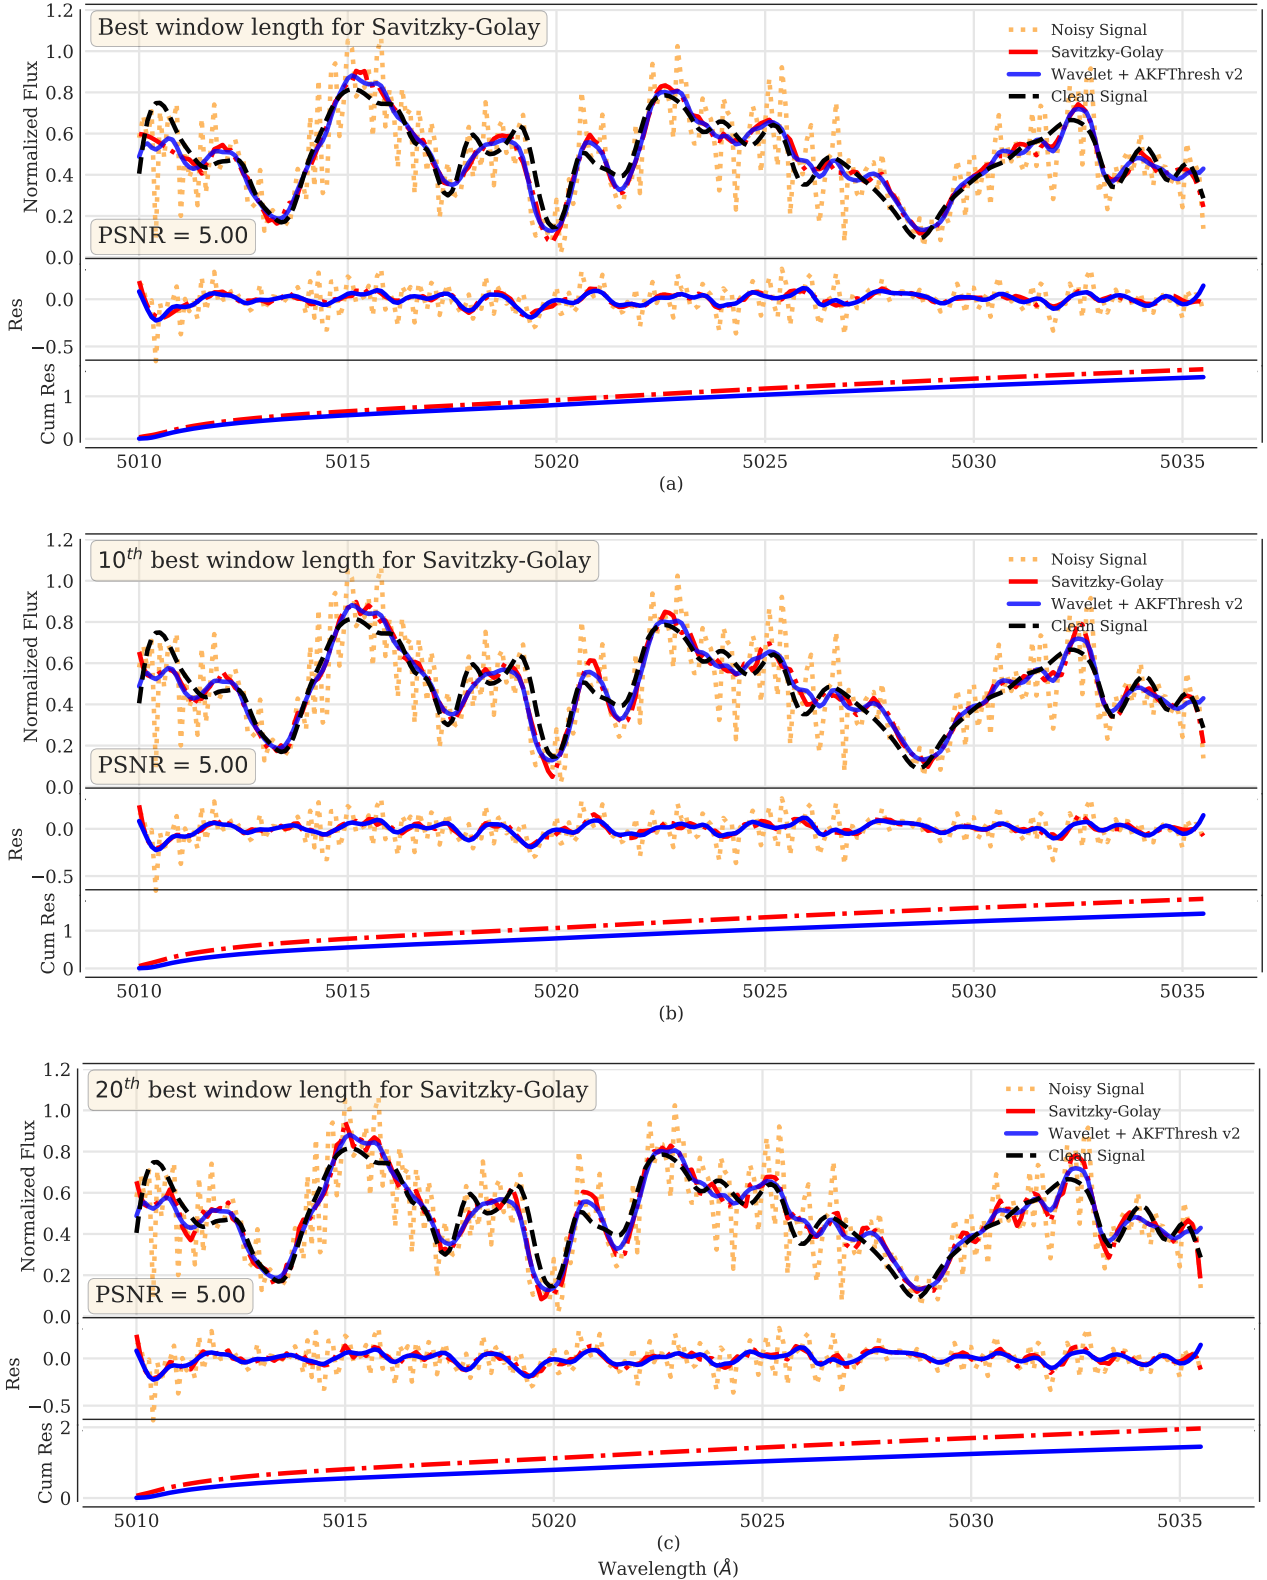 Best window length for Savitzky-Golay
Noisy Signal
Savitzky-Golay
Wavelet + AKFThresh v2
Clean Signal
PSNR = 5.00
Normalized Flux
1.2
1.0
0.8
0.6
0.4
0.2
0.0
Res
0.0
−0.5
Cum Res
1
0
5010 5015 5020 5025 5030 5035
(a)
10th best window length for Savitzky-Golay
Noisy Signal
Savitzky-Golay
Wavelet + AKFThresh v2
Clean Signal
PSNR = 5.00
Normalized Flux
1.2
1.0
0.8
0.6
0.4
0.2
0.0
Res
0.0
−0.5
Cum Res
1
0
5010 5015 5020 5025 5030 5035
(b)
20th best window length for Savitzky-Golay
Noisy Signal
Savitzky-Golay
Wavelet + AKFThresh v2
Clean Signal
PSNR = 5.00
Normalized Flux
1.2
1.0
0.8
0.6
0.4
0.2
0.0
Res
0.0
−0.5
Cum Res
2
0
5010 5015 5020 5025 5030 5035
(c)
Wavelength (Å)